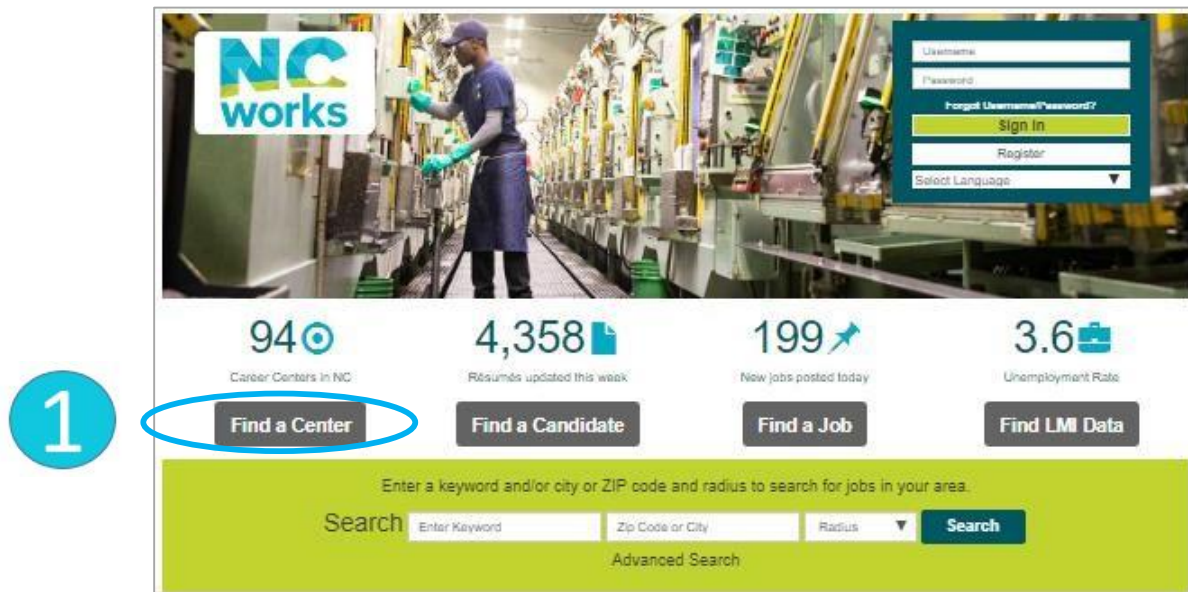 NC
works
Username
Password
Forgot Username/Password?
Sign In
Register
Select Language
94
4,358
199
3.6
Career Centers in NC
Résumés updated this week
New jobs posted today
Unemployment Rate
1
Find a Center
Find a Candidate
Find a Job
Find LMI Data
Enter a keyword and/or city or ZIP code and radius to search for jobs in your area.
Search Enter Keyword Zip Code or City Radius Search
Advanced Search